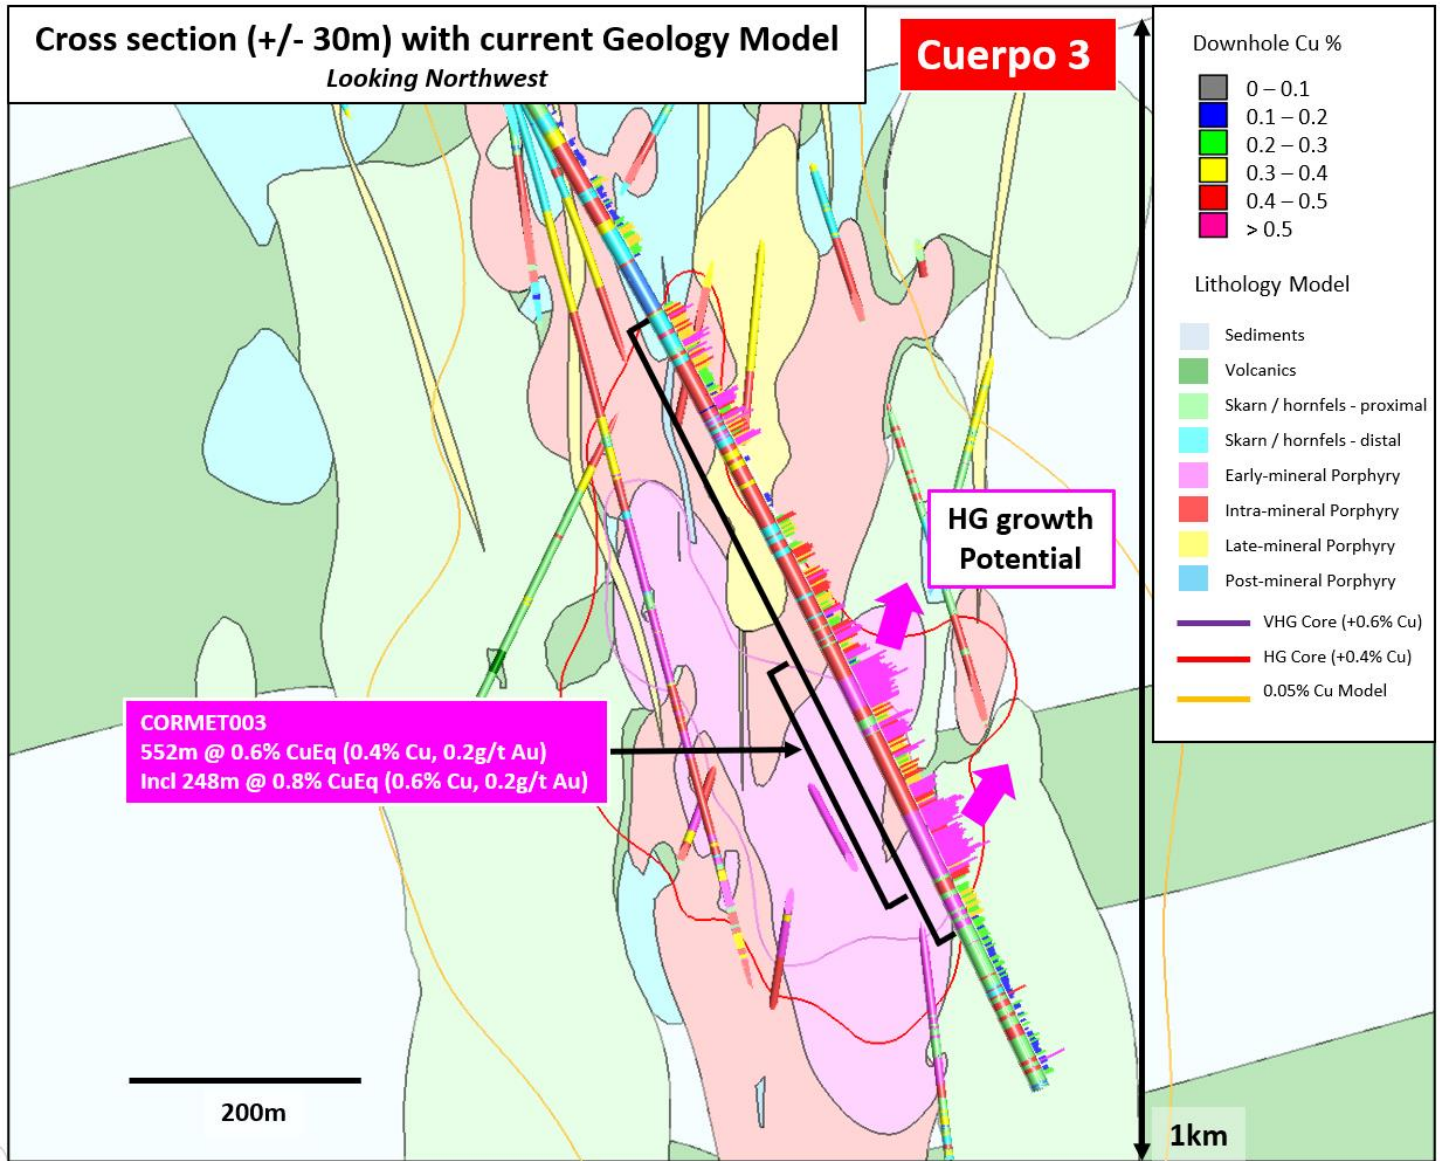 Cross section (+/- 30m) with current Geology Model
Looking Northwest
Cuerpo 3
Downhole Cu %
0 – 0.1
0.1 – 0.2
0.2 – 0.3
0.3 – 0.4
0.4 – 0.5
> 0.5
Lithology Model
Sediments
Volcanics
Skarn / hornfels - proximal
Skarn / hornfels - distal
Early-mineral Porphyry
Intra-mineral Porphyry
Late-mineral Porphyry
Post-mineral Porphyry
VHG Core (+0.6% Cu)
HG Core (+0.4% Cu)
0.05% Cu Model
HG growth
Potential
CORMET003
552m @ 0.6% CuEq (0.4% Cu, 0.2g/t Au)
Incl 248m @ 0.8% CuEq (0.6% Cu, 0.2g/t Au)
200m
1km